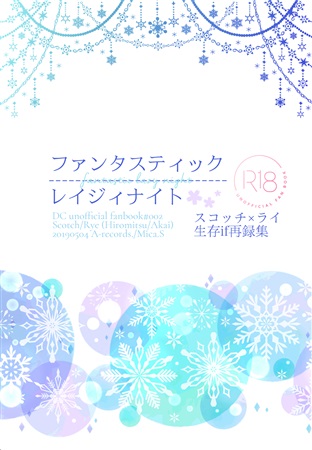 ファンタスティック
レイジィナイト
R18
DC unofficial fanbook#002
Scotch/Rye (Hiromitsu/Akai)
20190504 A-records./Mica.S
スコッチ×ライ
生存if再録集